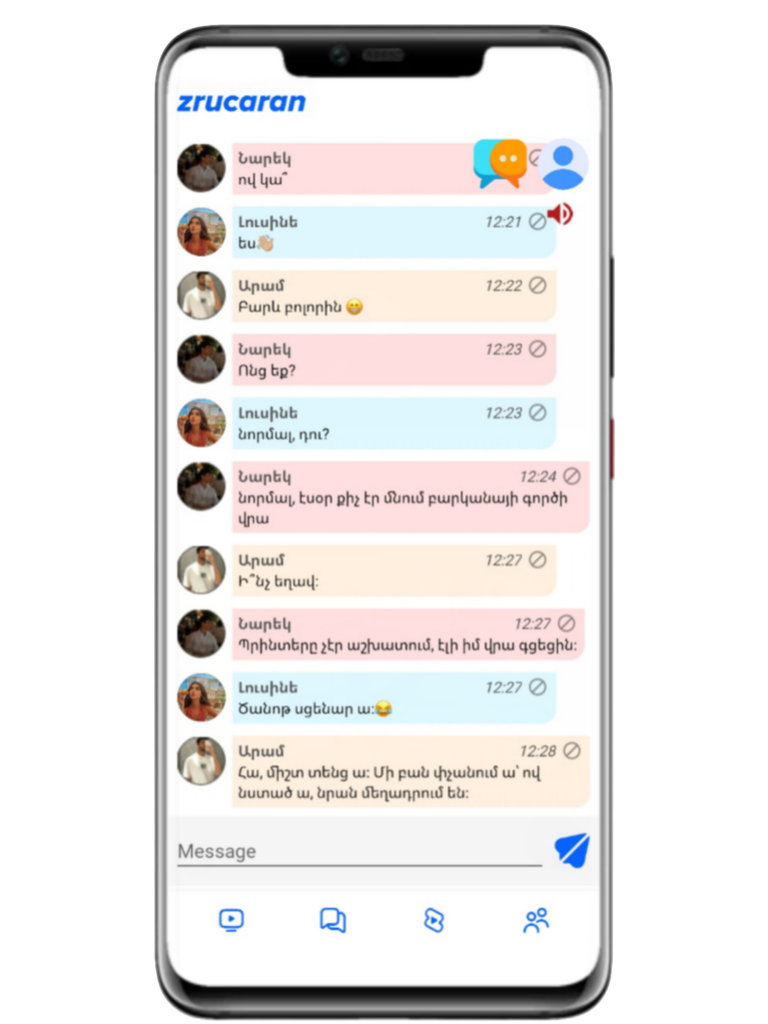 zrucaran
Նարեկ
ով կա՞
Լուսինե 12:21
ես👋🏼
Արամ 12:22
Բարև բոլորին 😁
Նարեկ 12:23
Ոնց եք?
Լուսինե 12:23
նորմալ, դու?
Նարեկ 12:24
նորմալ, էսօր քիչ էր մնում բարկանայի գործի
վրա
Արամ 12:27
Ի՞նչ եղավ:
Նարեկ 12:27
Պրինտերը չէր աշխատում, էլի իմ վրա գցեցին:
Լուսինե 12:27
Ծանոթ սցենար ա:😂
Արամ 12:28
Հա, միշտ տենց ա: Մի բան փչանում ա՝ ով
նստած ա, նրան մեղադրում են:
Message